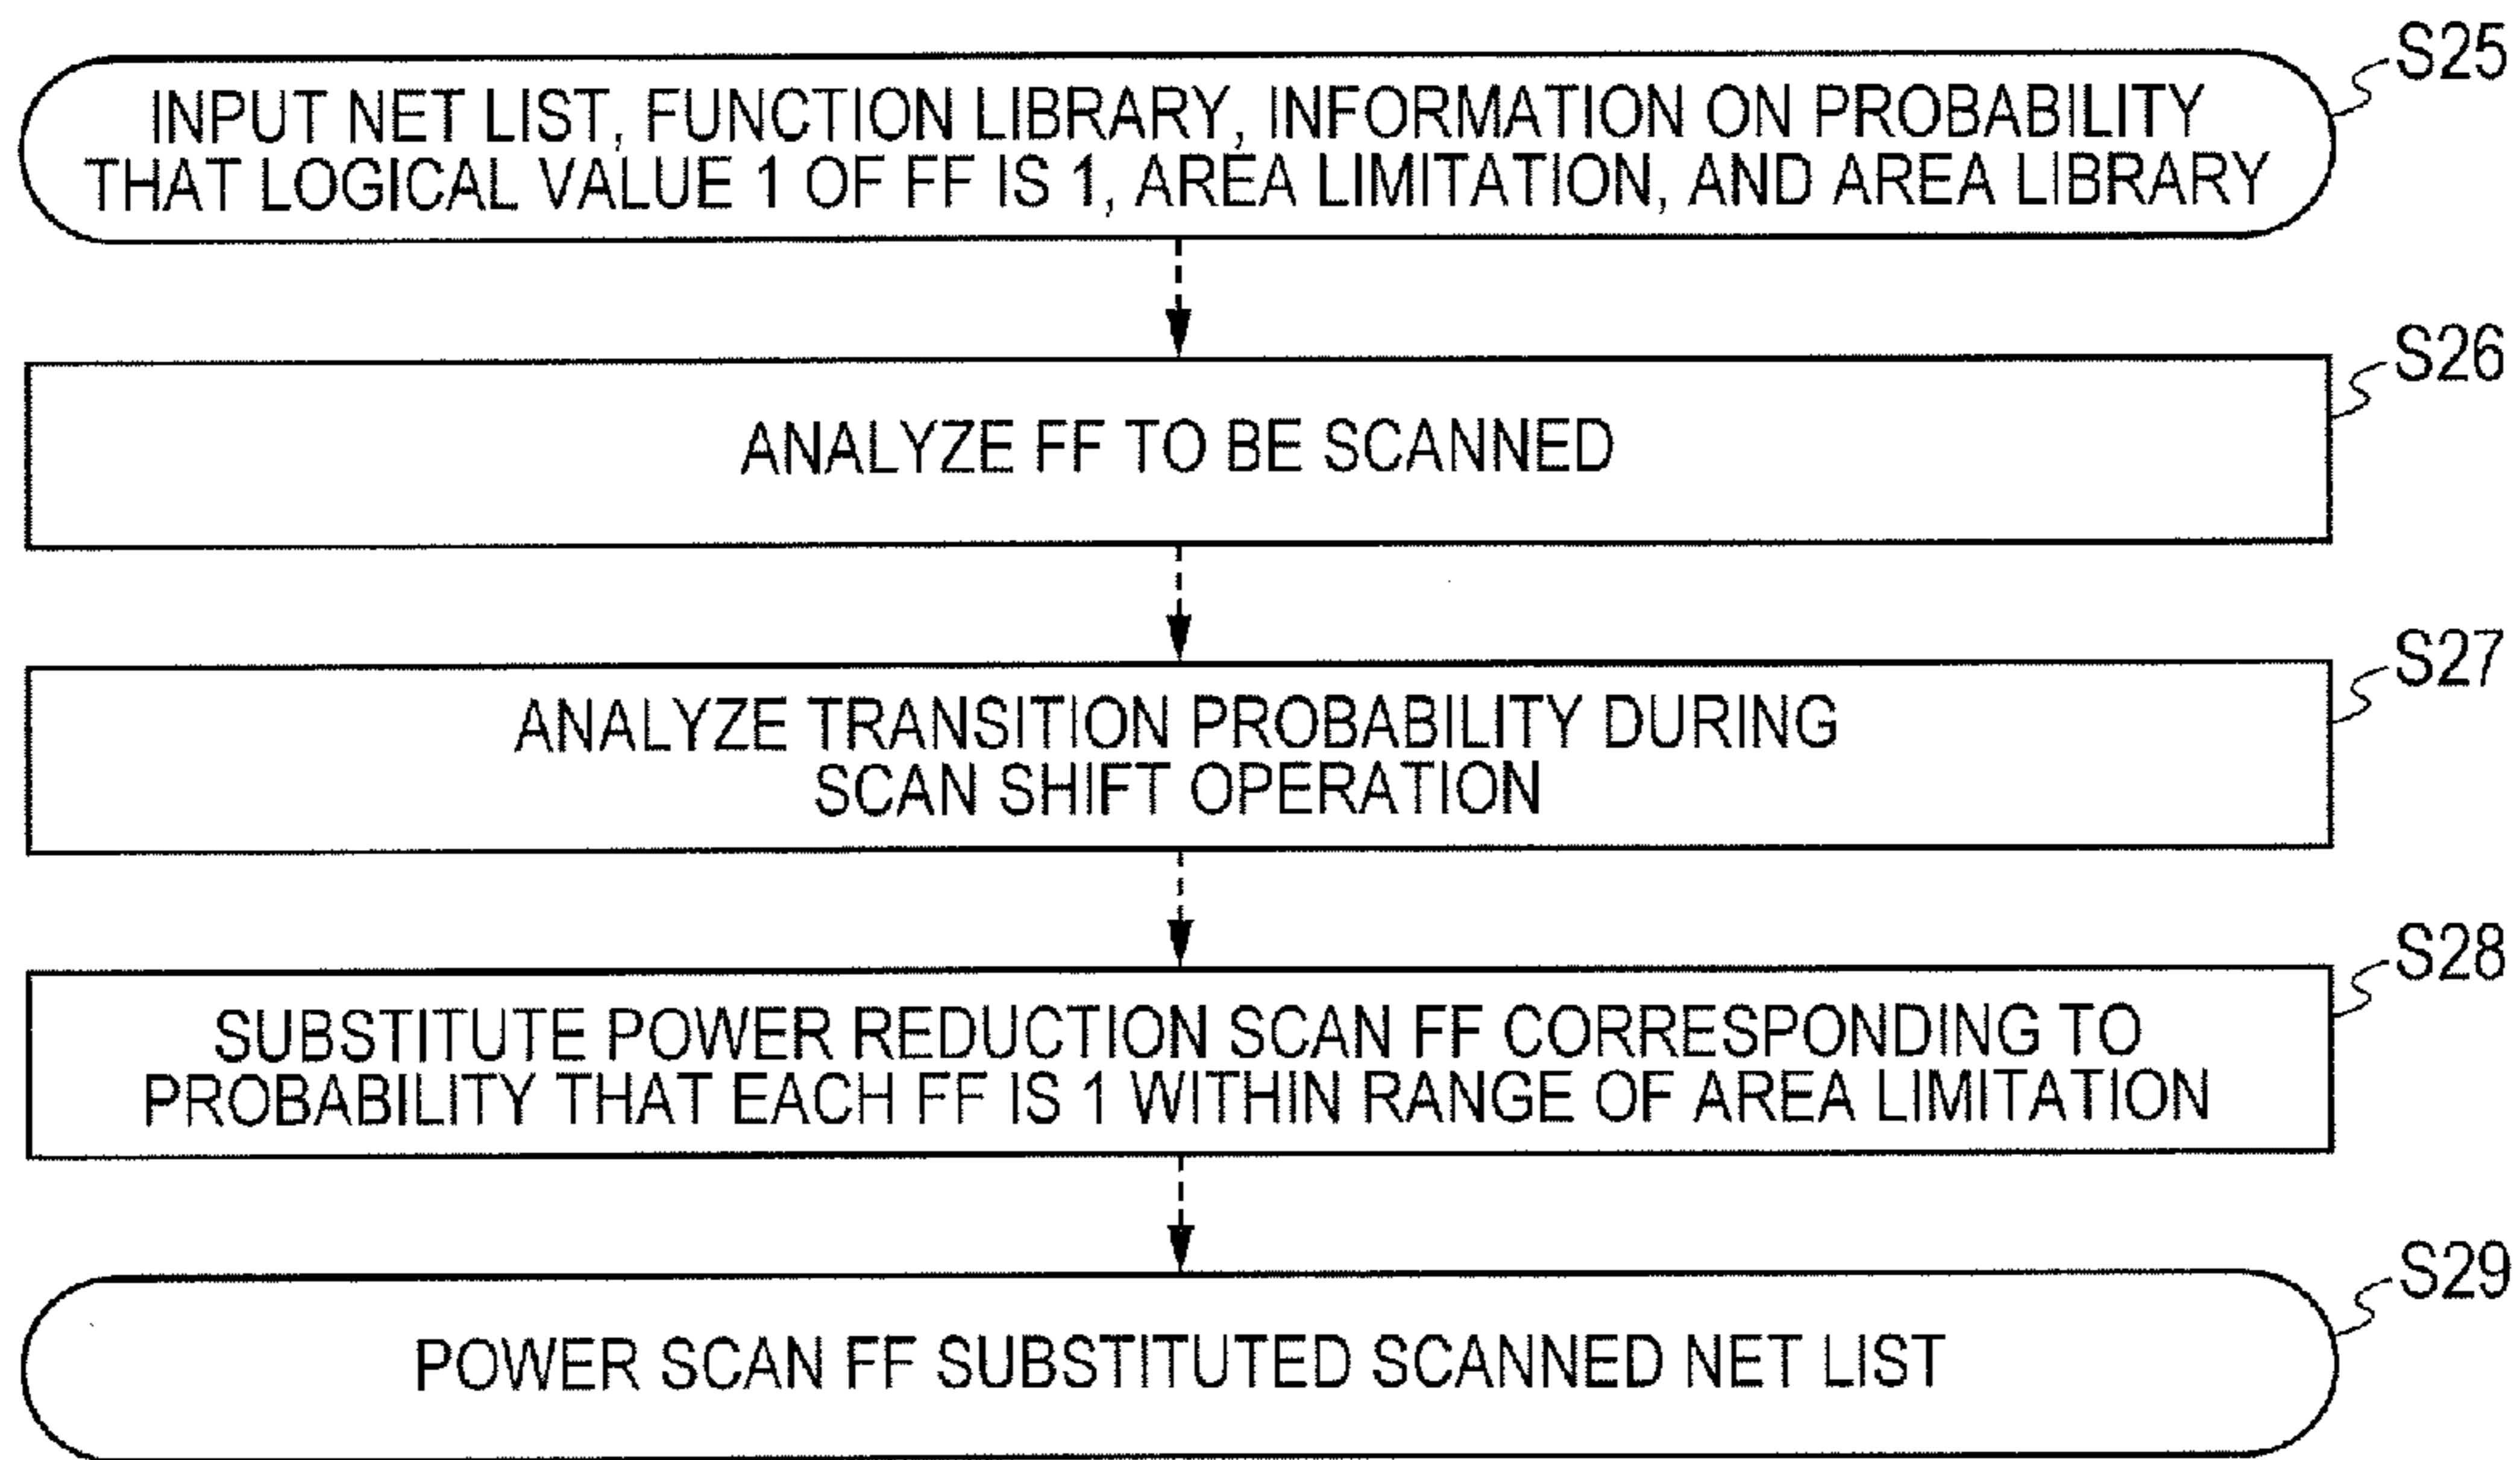 S25
INPUT NET LIST, FUNCTION LIBRARY, INFORMATION ON PROBABILITY
THAT LOGICAL VALUE 1 OF FF IS 1, AREA LIMITATION, AND AREA LIBRARY
S26
ANALYZE FF TO BE SCANNED
S27
ANALYZE TRANSITION PROBABILITY DURING
SCAN SHIFT OPERATION
S28
SUBSTITUTE POWER REDUCTION SCAN FF CORRESPONDING TO
PROBABILITY THAT EACH FF IS 1 WITHIN RANGE OF AREA LIMITATION
S29
POWER SCAN FF SUBSTITUTED SCANNED NET LIST